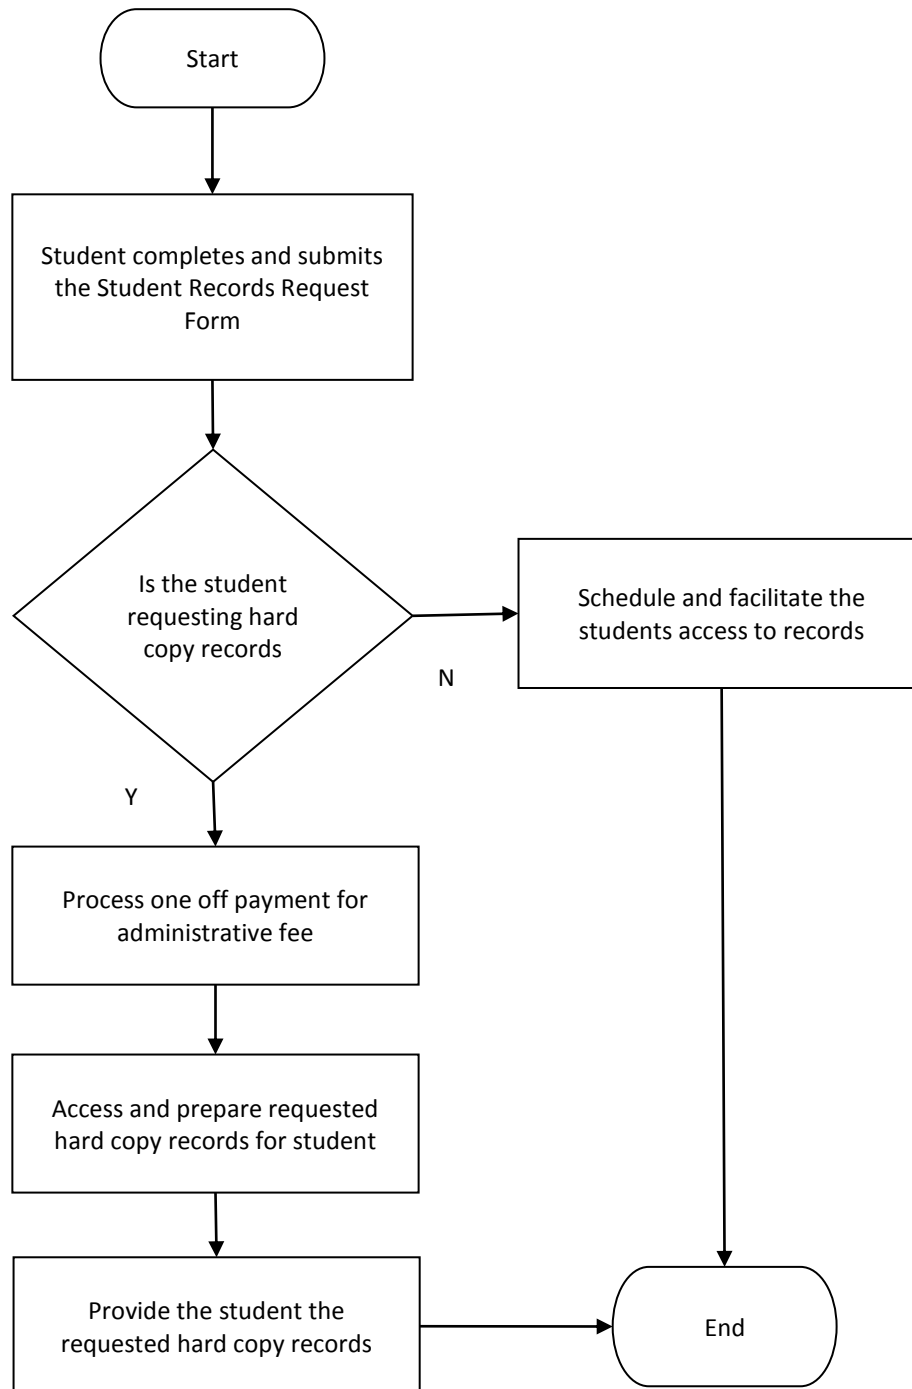 Start
Student completes and submits
the Student Records Request
Form
Is the student
requesting hard
copy records
Schedule and facilitate the
students access to records
N
Y
Process one off payment for
administrative fee
Access and prepare requested
hard copy records for student
Provide the student the
requested hard copy records
End